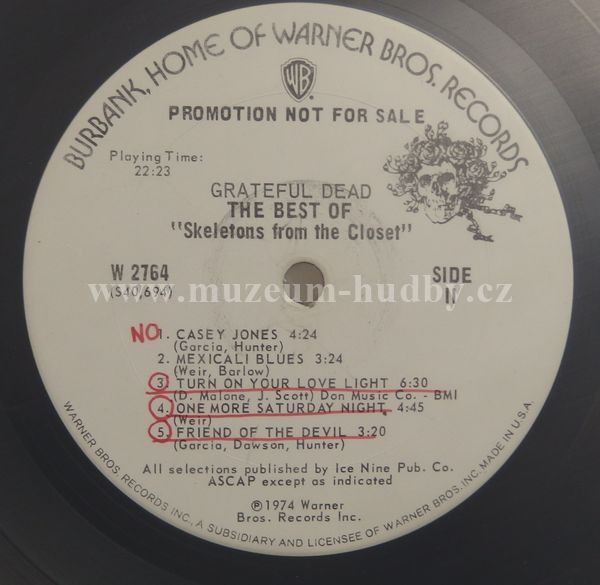 BURBANK, HOME OF WARNER BROS. RECORDS
WB
PROMOTION NOT FOR SALE
Playing Time:
22:23
GRATEFUL DEAD
THE BEST OF
"Skeletons from the Closet"
W 2764
(S40,694)
SIDE
II
www.muzeum-hudby.cz
NO 1. CASEY JONES 4:24
(Garcia, Hunter)
2. MEXICALI BLUES 3:24
(Weir, Barlow)
3. TURN ON YOUR LOVE LIGHT 6:30
(D. Malone, J. Scott) Don Music Co. - BMI
4. ONE MORE SATURDAY NIGHT 4:45
(Weir)
5. FRIEND OF THE DEVIL 3:20
(Garcia, Dawson, Hunter)
All selections published by Ice Nine Pub. Co.
ASCAP except as indicated
Ⓟ©1974 Warner
Bros. Records Inc.
WARNER BROS. RECORDS INC., A SUBSIDIARY AND LICENSEE OF WARNER BROS. INC. MADE IN U.S.A.